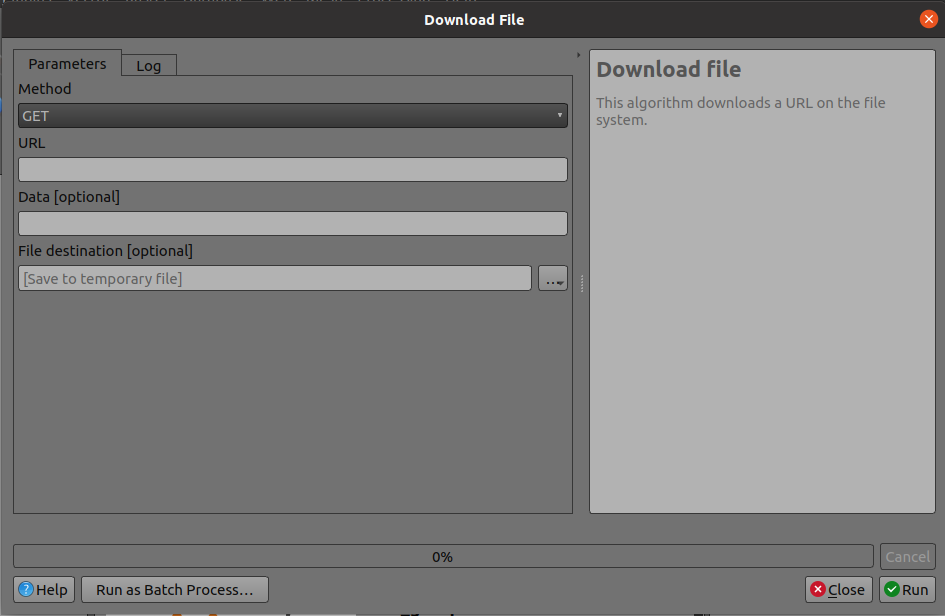 Download File
Parameters
Log
Method
GET
URL
Data [optional]
File destination [optional]
[Save to temporary file]
...
Download file
This algorithm downloads a URL on the file
system.
0%
Cancel
Help
Run as Batch Process...
Close
Run